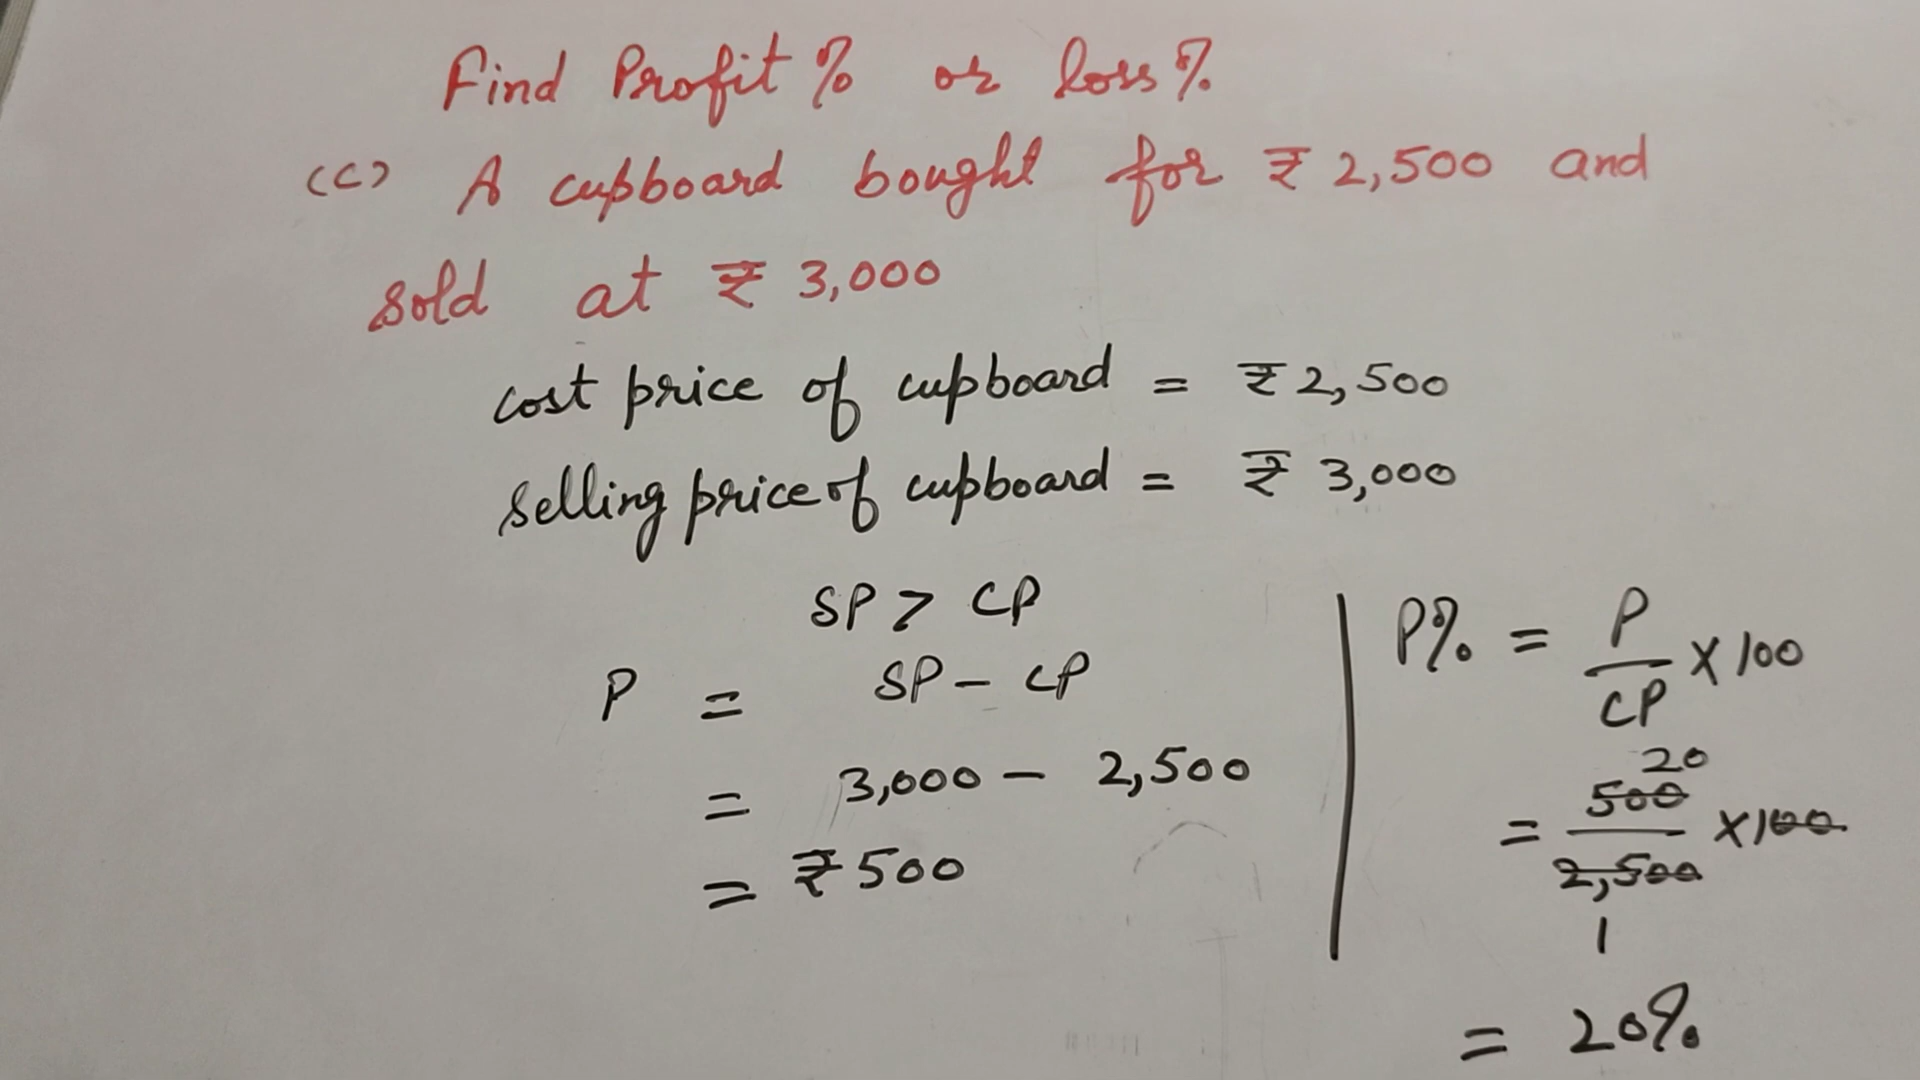 Find Profit % or loss %
(C) A cupboard bought for ₹ 2,500 and
sold at ₹ 3,000
cost price of cupboard = ₹ 2,500
selling price of cupboard = ₹ 3,000
SP > CP
P = SP - CP
= 3,000 - 2,500
= ₹ 500
P% = P/CP × 100
20
= 500/2,500 × 100
1
= 20%